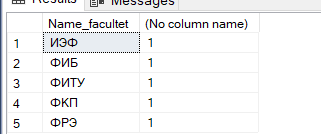 Results Messages
Name_facultet (No column name)
1 ИЭФ 1
2 ФИБ 1
3 ФИТУ 1
4 ФКП 1
5 ФРЭ 1